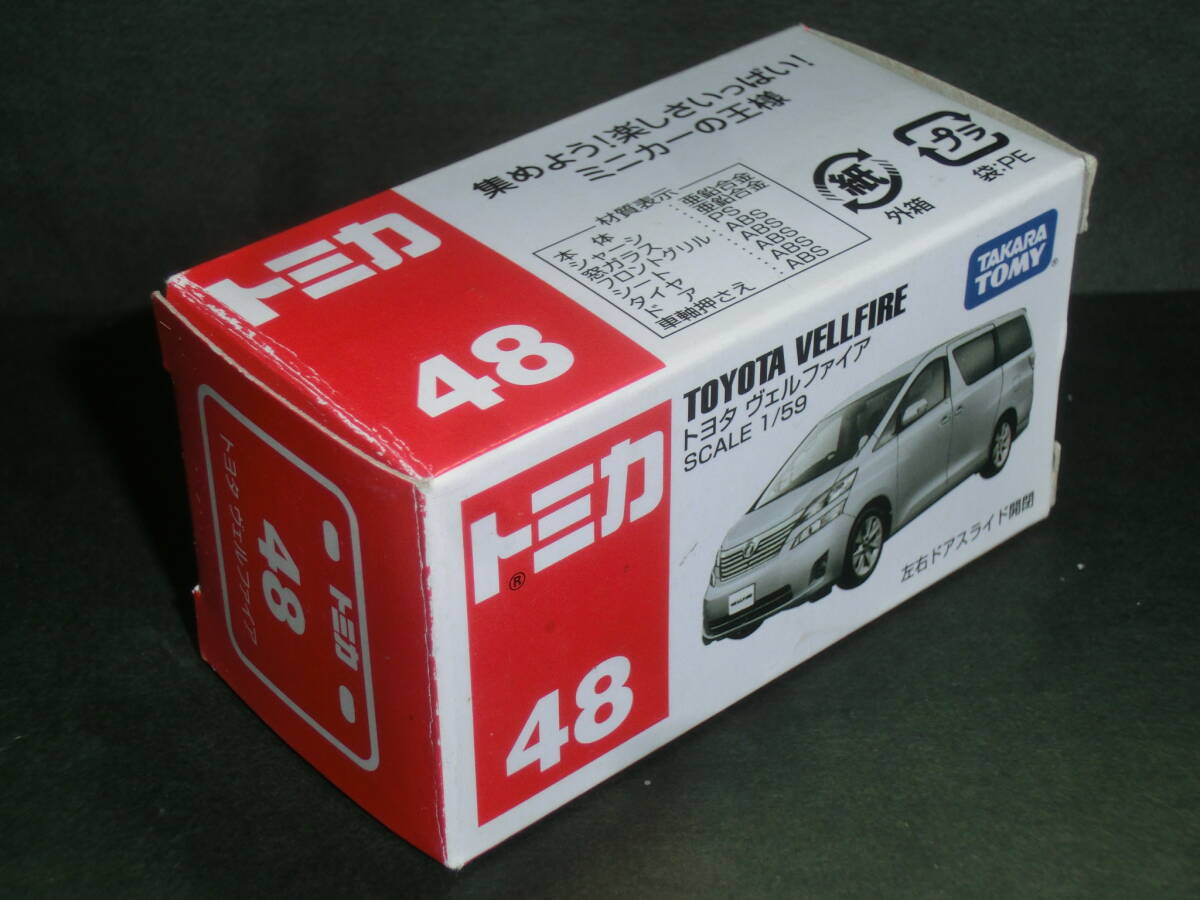 集めよう!楽しさいっぱい!
ミニカーの王様
材質表示
本体 ・・ 亜鉛合金
シャーシ ・・ 亜鉛合金
窓ガラス ・・ PS
フロントグリル ・・ ABS
シート ・・ ABS
タイヤ ・・ ABS
ドア ・・ ABS
車軸押さえ ・・ ABS
紙
外箱
プラ
袋:PE
トミカ
48
TAKARA
TOMY®
TOYOTA VELLFIRE
トヨタ ヴェルファイア
SCALE 1/59
VELLFIRE
左右ドアスライド開閉
トミカ
®
48
トミカ
48
トヨタ ヴェルファイア